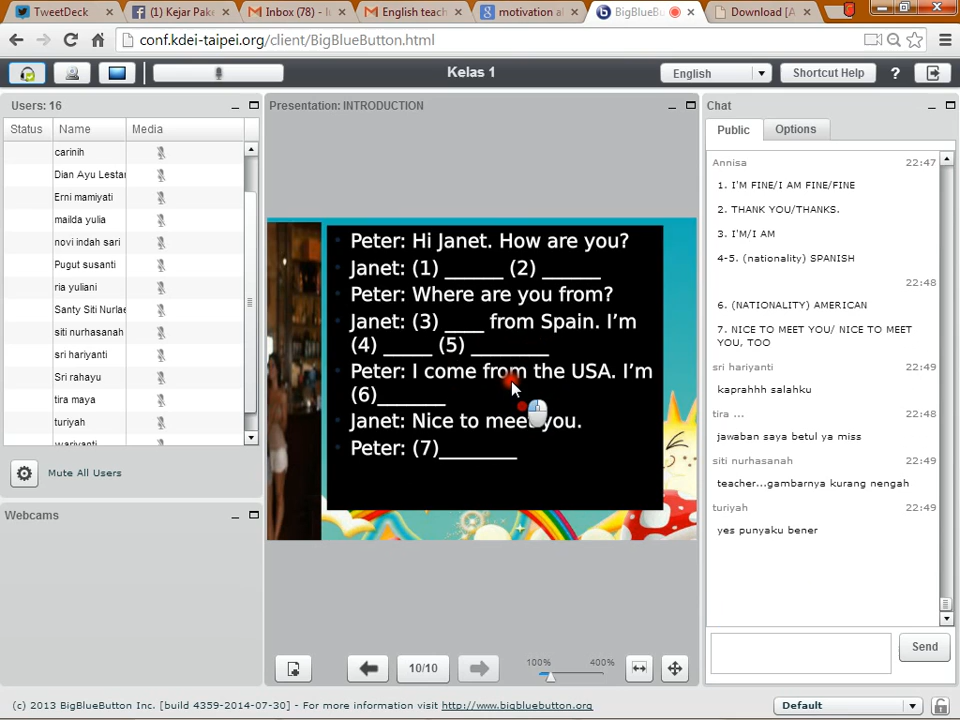 TweetDeck
(1) Kejar Pake
Inbox (78) - l
English teach
motivation al
BigBlueBu
Download [A
conf.kdei-taipei.org/client/BigBlueButton.html
Kelas 1
English
Shortcut Help
?
Users: 16
Status Name Media
carinih
Dian Ayu Lestar
Erni mamiyati
mailda yulia
novi indah sari
Pugut susanti
ria yuliani
Santy Siti Nurlae
siti nurhasanah
sri hariyanti
Sri rahayu
tira maya
turiyah
wariyanti
Mute All Users
Webcams
Presentation: INTRODUCTION
Peter: Hi Janet. How are you?
Janet: (1) ______ (2) ______
Peter: Where are you from?
Janet: (3) ____ from Spain. I’m
(4) _____ (5) ________
Peter: I come from the USA. I’m
(6)_______
Janet: Nice to meet you.
Peter: (7)________
10/10
100% 400%
Chat
Public Options
Annisa 22:47
1. I'M FINE/I AM FINE/FINE
2. THANK YOU/THANKS.
3. I'M/I AM
4-5. (nationality) SPANISH
22:48
6. (NATIONALITY) AMERICAN
7. NICE TO MEET YOU/ NICE TO MEET
YOU, TOO
sri hariyanti 22:49
kaprahhh salahku
tira ... 22:48
jawaban saya betul ya miss
siti nurhasanah 22:49
teacher...gambarnya kurang nengah
turiyah 22:49
yes punyaku bener
Send
(c) 2013 BigBlueButton Inc. [build 4359-2014-07-30] - For more information visit http://www.bigbluebutton.org
Default